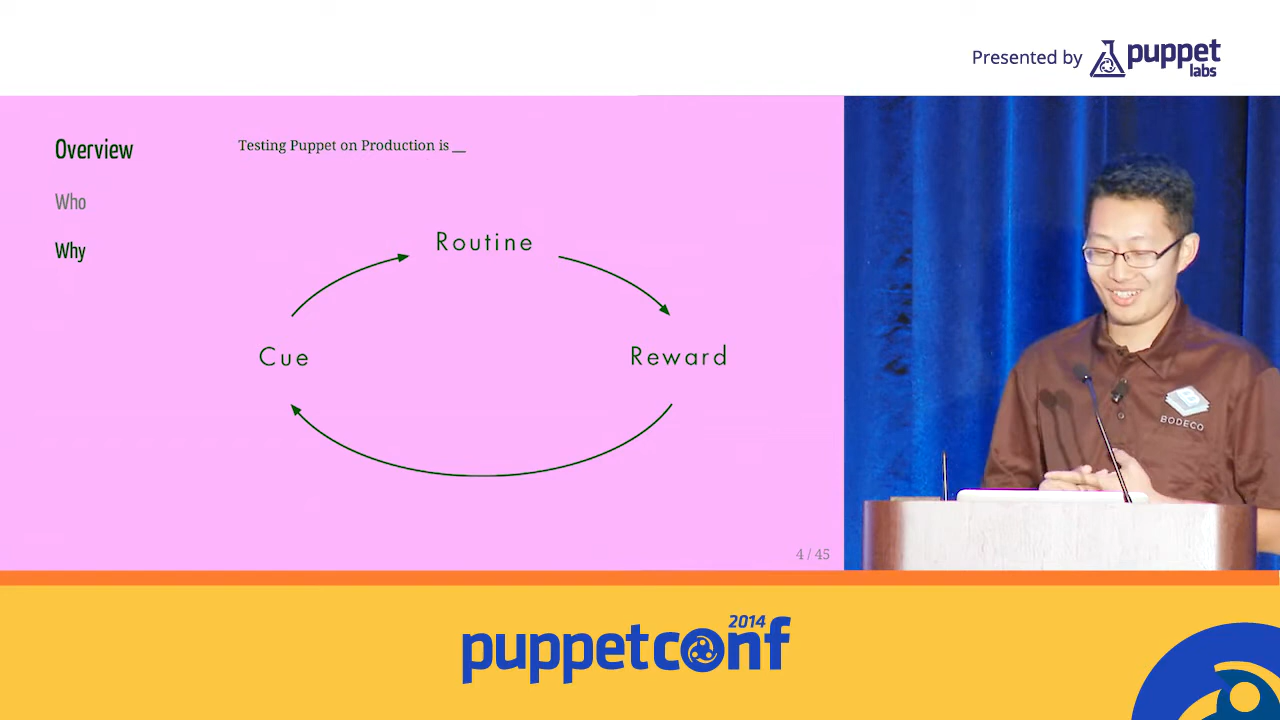 Presented by puppet labs
Overview
Testing Puppet on Production is __
Who
Why
Routine
Cue
Reward
4 / 45
BODECO
puppetconf 2014